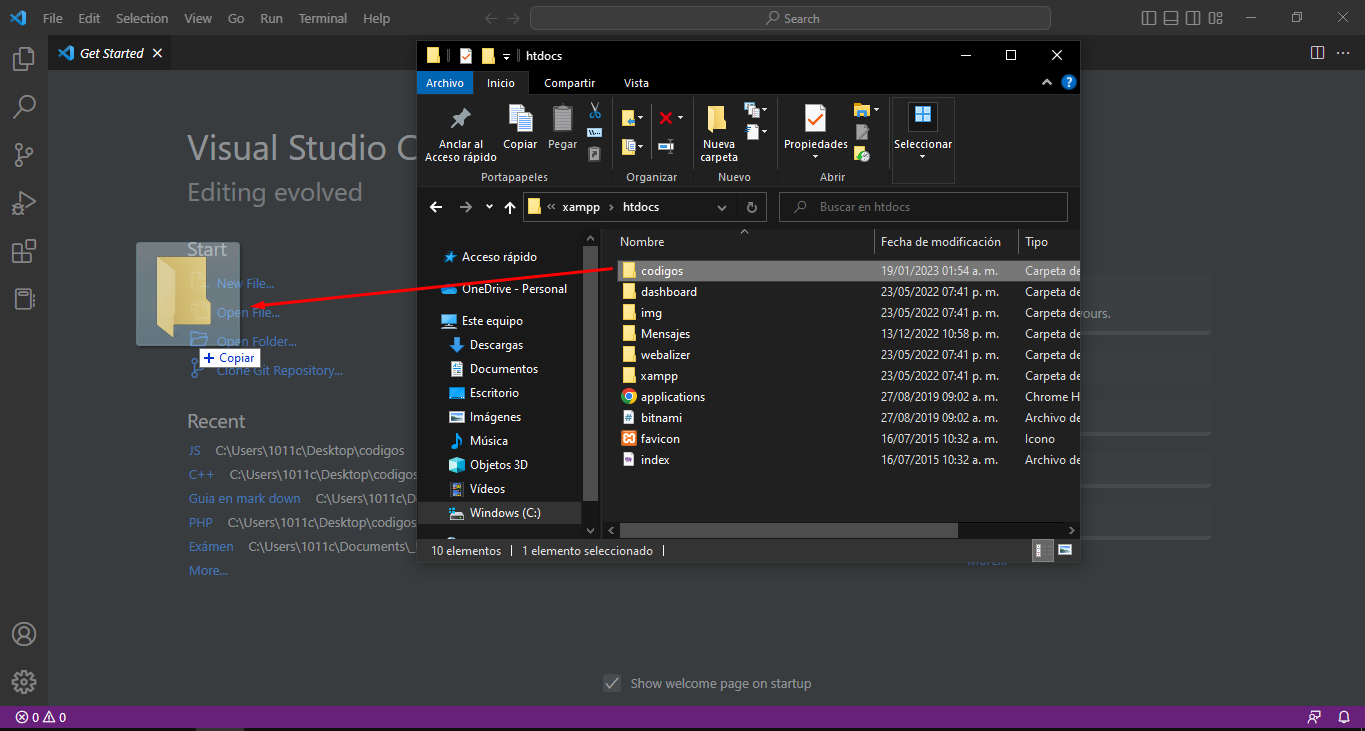 File Edit Selection View Go Run Terminal Help
Search
Get Started
Visual Studio C
Editing evolved
Start
New File...
Open File...
Open Folder...
Copiar
Clone Git Repository...
Recent
JS C:\Users\1011c\Desktop\codigos
C++ C:\Users\1011c\Desktop\codigos
Guia en mark down C:\Users\1011c\D
PHP C:\Users\1011c\Desktop\codigos
Exámen C:\Users\1011c\Documents\_
More...
htdocs
Archivo Inicio Compartir Vista
Anclar al
Acceso rápido
Copiar
Pegar
Portapapeles
Organizar
Nueva
carpeta
Nuevo
Propiedades
Abrir
Seleccionar
« xampp › htdocs
Buscar en htdocs
Acceso rápido
OneDrive - Personal
Este equipo
Descargas
Documentos
Escritorio
Imágenes
Música
Objetos 3D
Vídeos
Windows (C:)
Nombre Fecha de modificación Tipo
codigos 19/01/2023 01:54 a. m. Carpeta de
dashboard 23/05/2022 07:41 p. m. Carpeta de
img 23/05/2022 07:41 p. m. Carpeta de
Mensajes 13/12/2022 10:58 p. m. Carpeta de
webalizer 23/05/2022 07:41 p. m. Carpeta de
xampp 23/05/2022 07:41 p. m. Carpeta de
applications 27/08/2019 09:02 a. m. Chrome H
bitnami 27/08/2019 09:02 a. m. Archivo de
favicon 16/07/2015 10:32 a. m. Icono
index 16/07/2015 10:32 a. m. Archivo de
10 elementos 1 elemento seleccionado
ours.
More...
Show welcome page on startup
0 0